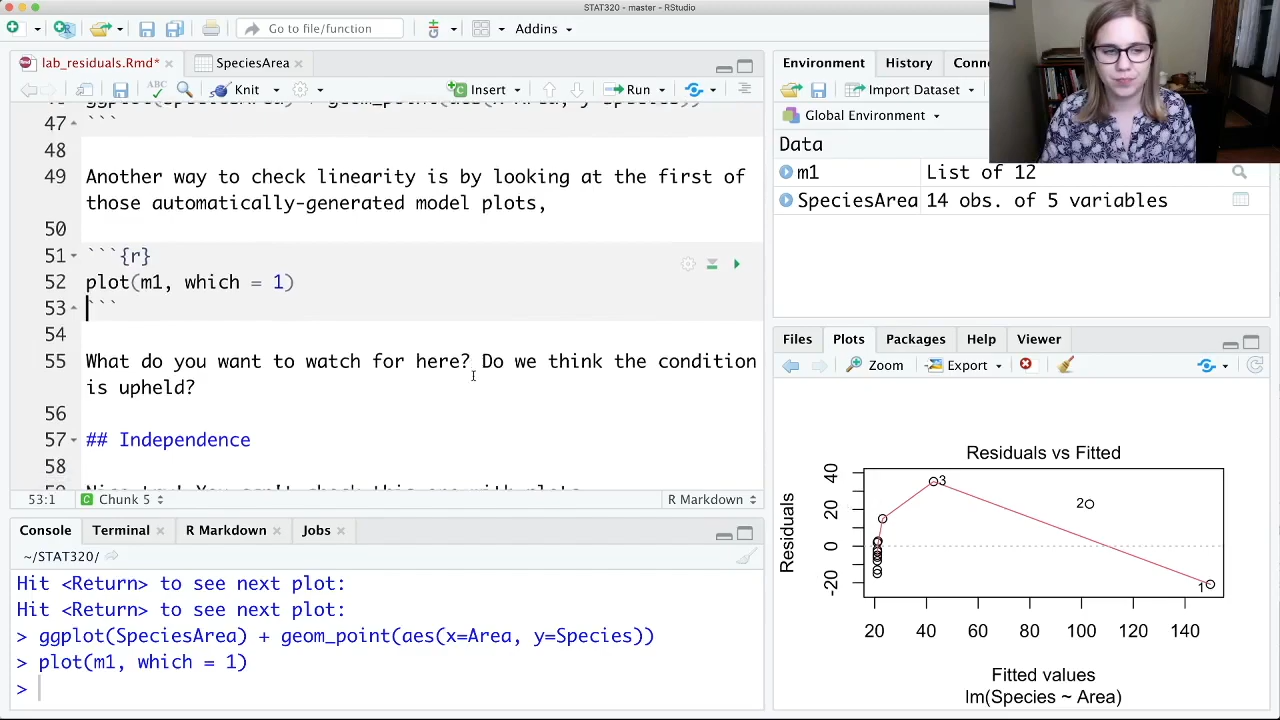 STAT320 - master - RStudio
Go to file/function
Addins
lab_residuals.Rmd*
SpeciesArea
ABC
Knit
Insert
Run
47 ```
48
49 Another way to check linearity is by looking at the first of
those automatically-generated model plots,
50
51 ```{r}
52 plot(m1, which = 1)
53 ```
54
55 What do you want to watch for here? Do we think the condition
is upheld?
56
57 ## Independence
58
53:1
Chunk 5
R Markdown
Console
Terminal
R Markdown
Jobs
~/STAT320/
Hit <Return> to see next plot:
Hit <Return> to see next plot:
> ggplot(SpeciesArea) + geom_point(aes(x=Area, y=Species))
> plot(m1, which = 1)
>
Environment
History
Conne
Import Dataset
Global Environment
Data
m1 List of 12
SpeciesArea 14 obs. of 5 variables
Files
Plots
Packages
Help
Viewer
Zoom
Export
Residuals vs Fitted
Residuals
40
20
0
-20
3
2
1
20 40 60 80 100 120 140
Fitted values
lm(Species ~ Area)